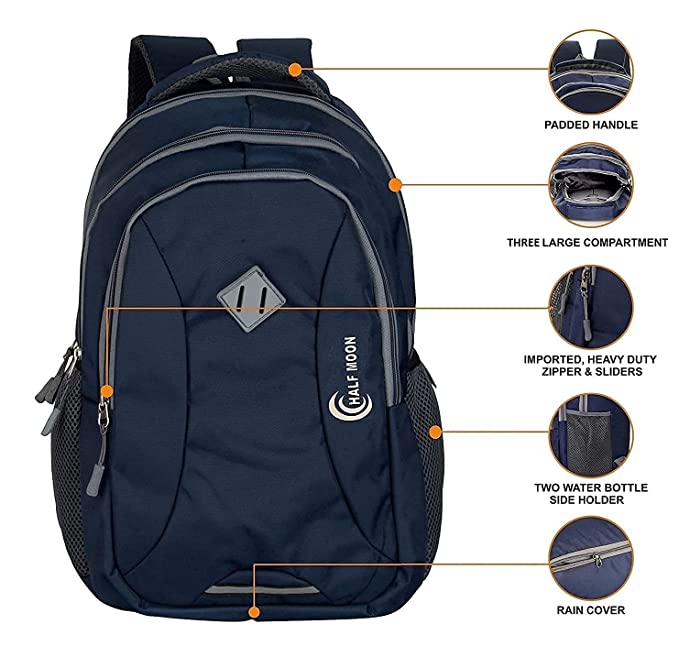 PADDED HANDLE
THREE LARGE COMPARTMENT
IMPORTED, HEAVY DUTY
ZIPPER & SLIDERS
HALF MOON
TWO WATER BOTTLE
SIDE HOLDER
RAIN COVER